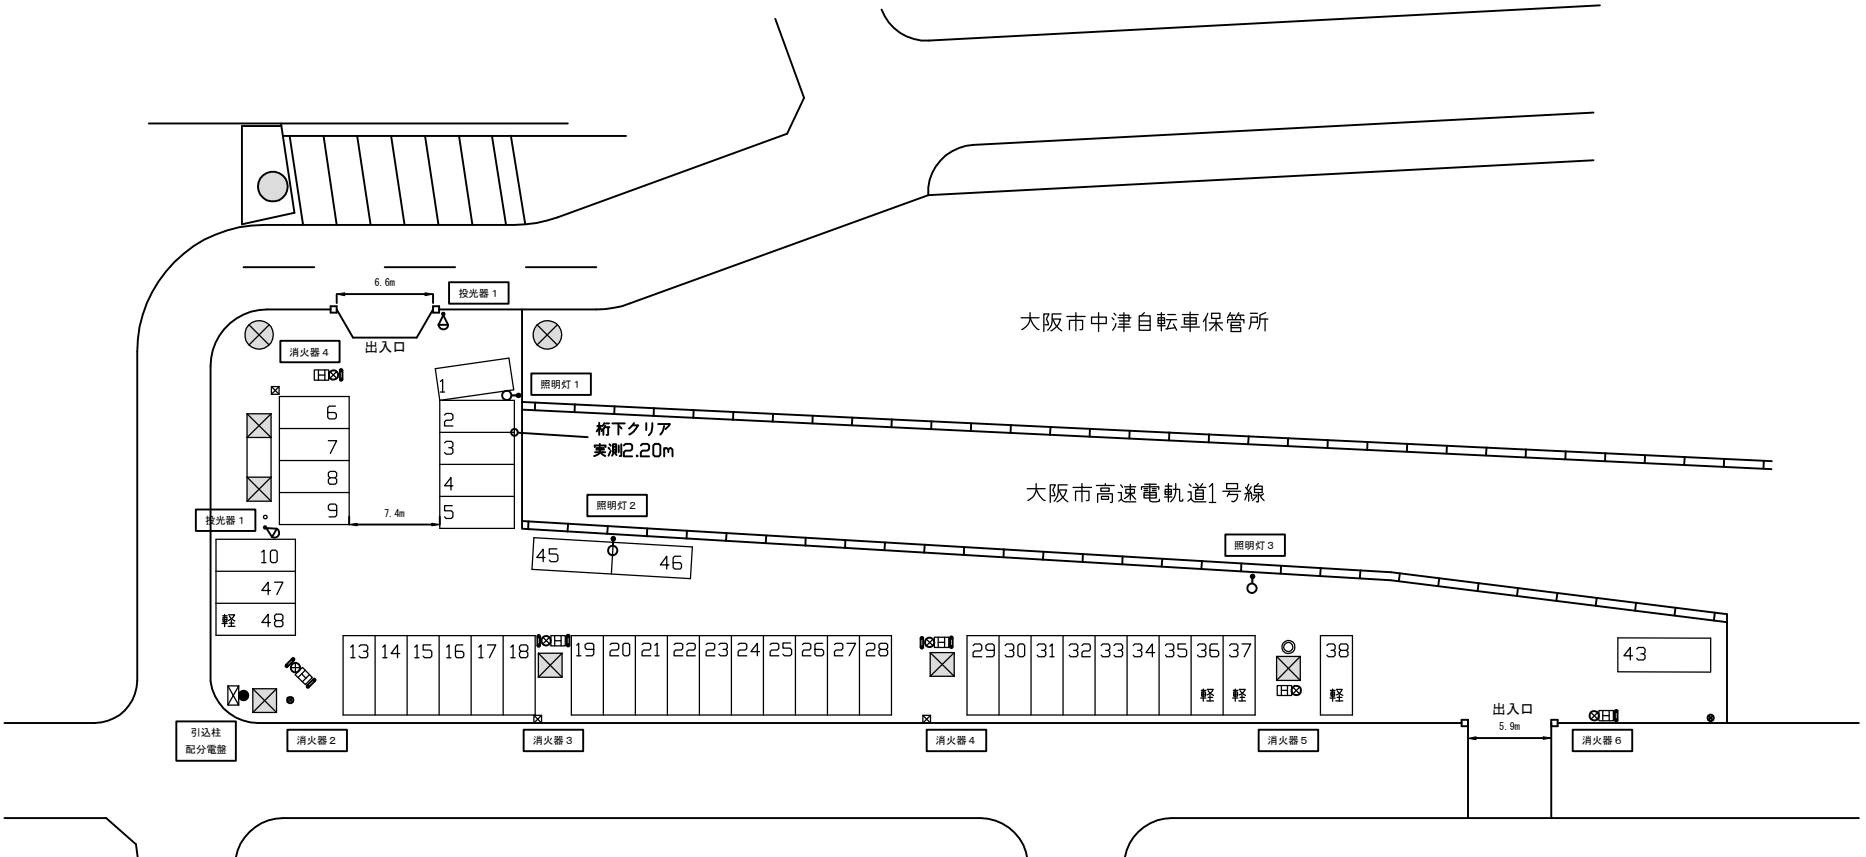 6.6m
投光器1
出入口
大阪市中津自転車保管所
消火器4
照明灯1
1
2
3
4
5
6
7
8
9
桁下クリア
実測2.20m
大阪市高速電軌道1号線
7.4m
投光器1
照明灯2
照明灯3
10
47
軽 48
45 46
13 14 15 16 17 18 19 20 21 22 23 24 25 26 27 28 29 30 31 32 33 34 35 36 37 38 43
軽 軽 軽
引込柱
配分電盤
消火器2
消火器3
消火器4
消火器5
出入口
5.9m
消火器6